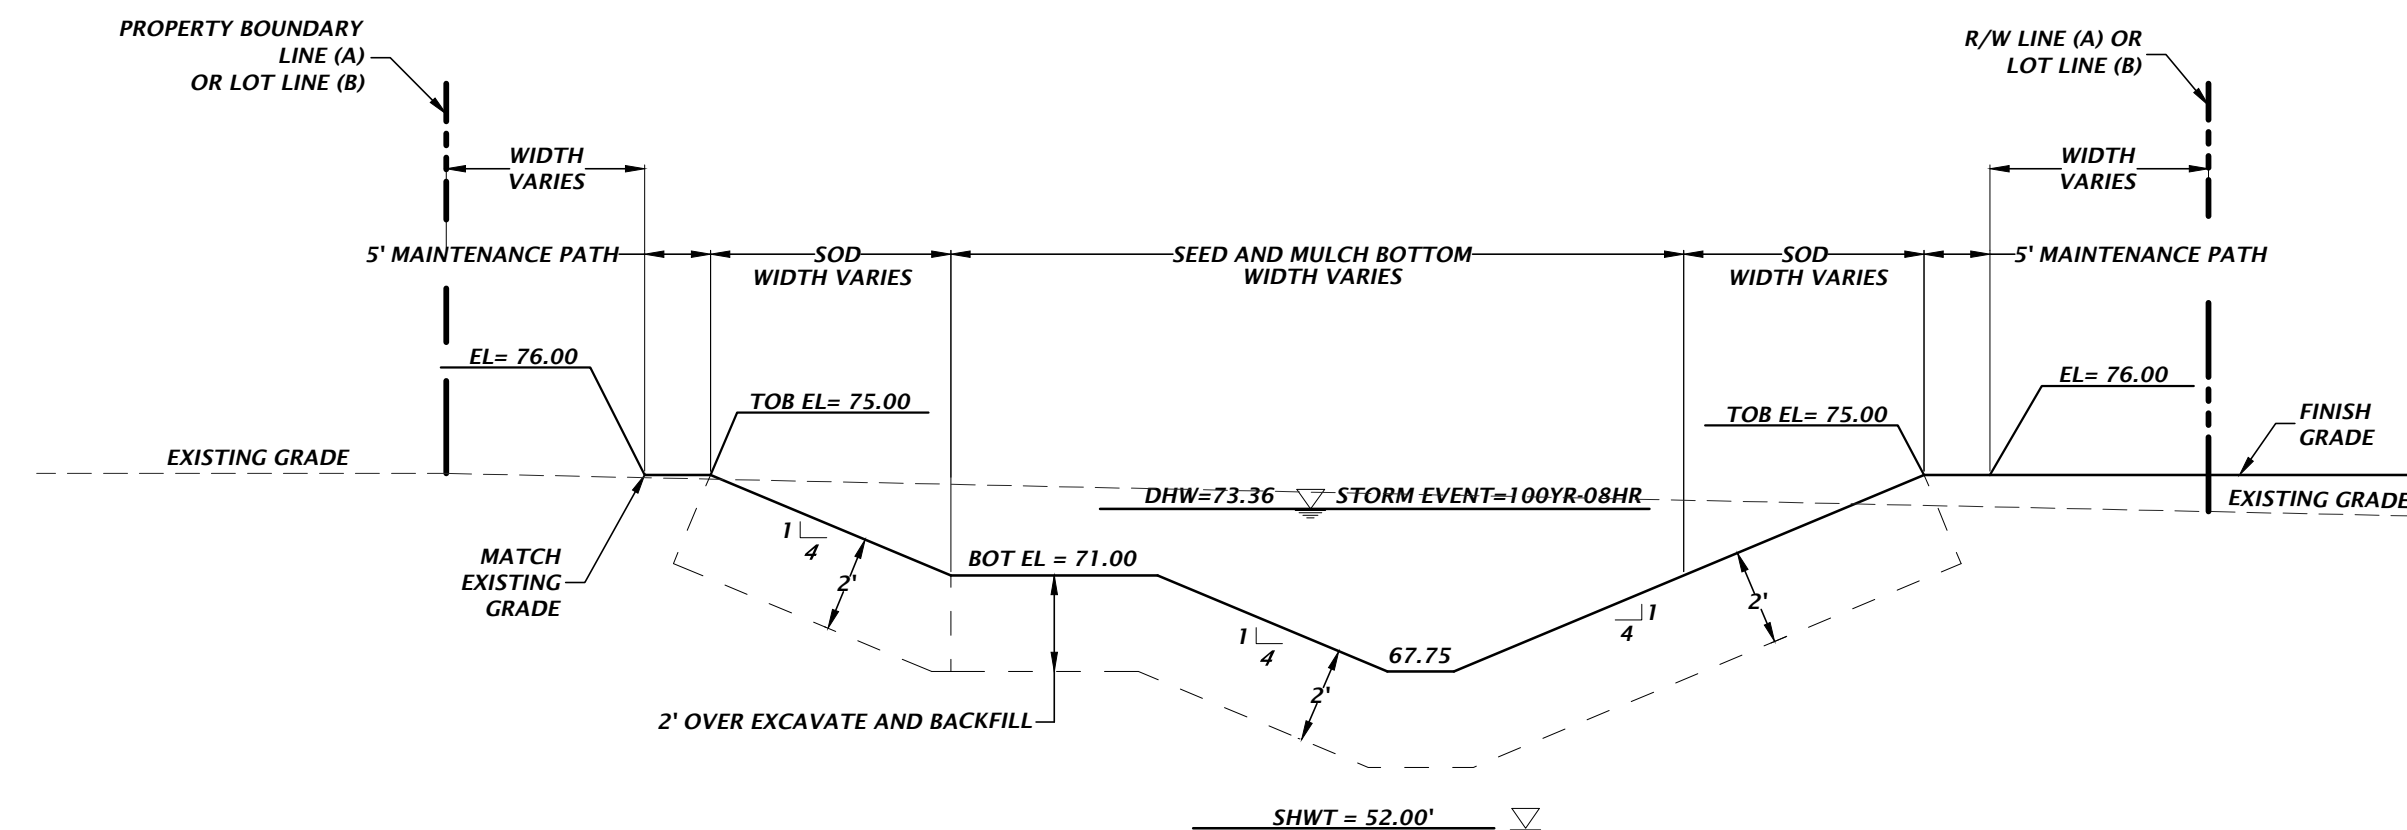 PROPERTY BOUNDARY
LINE (A)
OR LOT LINE (B)
R/W LINE (A) OR
LOT LINE (B)
WIDTH
VARIES
WIDTH
VARIES
5' MAINTENANCE PATH
SOD
WIDTH VARIES
SEED AND MULCH BOTTOM
WIDTH VARIES
SOD
WIDTH VARIES
5' MAINTENANCE PATH
EL= 76.00
TOB EL= 75.00
TOB EL= 75.00
EL= 76.00
FINISH
GRADE
EXISTING GRADE
DHW=73.36 STORM EVENT=100YR-08HR
EXISTING GRADE
MATCH
EXISTING
GRADE
1
4
2'
BOT EL = 71.00
1
4
2'
67.75
1
4
2'
2' OVER EXCAVATE AND BACKFILL
SHWT = 52.00'